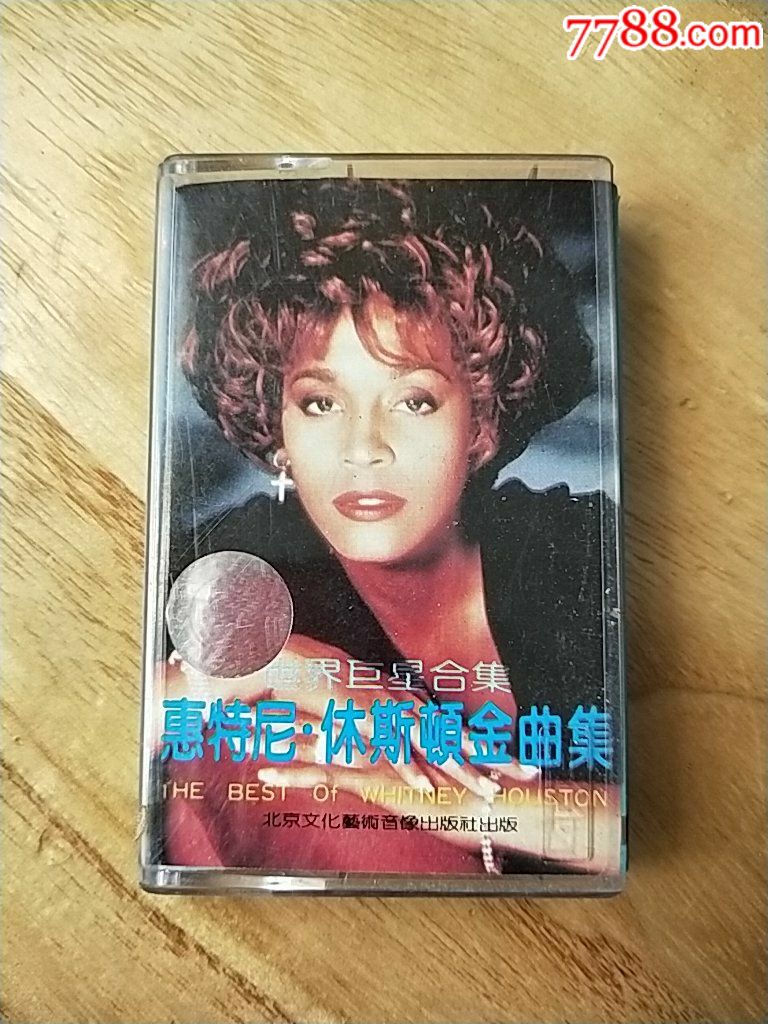 7788.com
世界巨星合集
惠特尼·休斯頓金曲集
THE BEST Of WHITNEY HOUSTON
北京文化藝術音像出版社出版